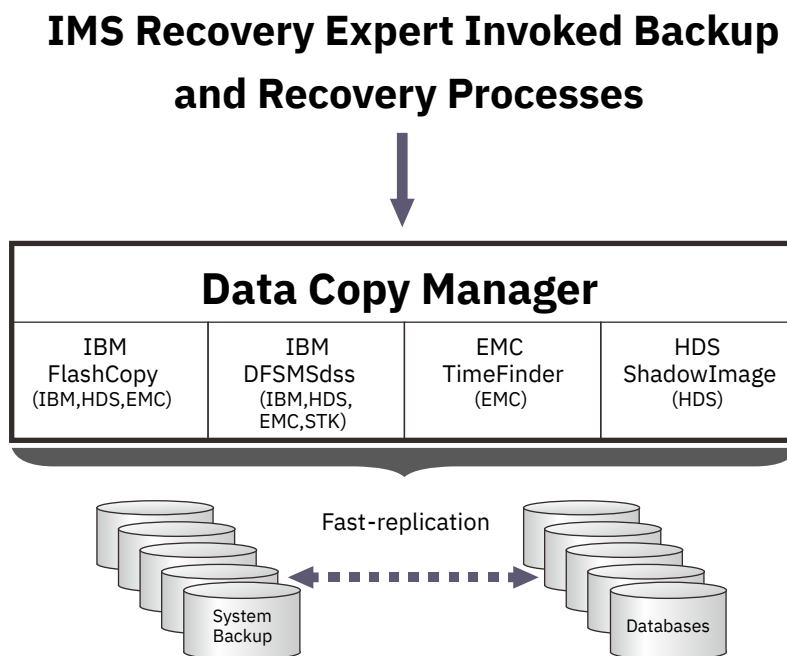 IMS Recovery Expert Invoked Backup
and Recovery Processes
Data Copy Manager
IBM
FlashCopy
(IBM,HDS,EMC)
IBM
DFSMSdss
(IBM,HDS,
EMC,STK)
EMC
TimeFinder
(EMC)
HDS
ShadowImage
(HDS)
Fast-replication
System
Backup
Databases